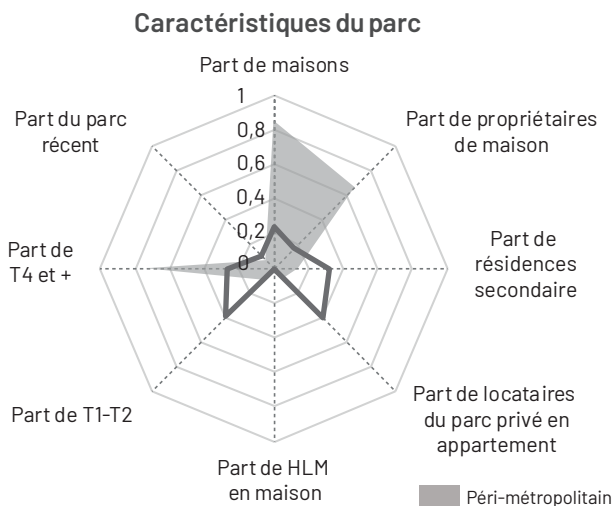 Caractéristiques du parc
Part de maisons
1
0,8
0,6
0,4
0,2
0
Part de propriétaires
de maison
Part de
résidences
secondaire
Part de locataires
du parc privé en
appartement
Part de HLM
en maison
Part de T1-T2
Part de
T4 et +
Part du parc
récent
Péri-métropolitain